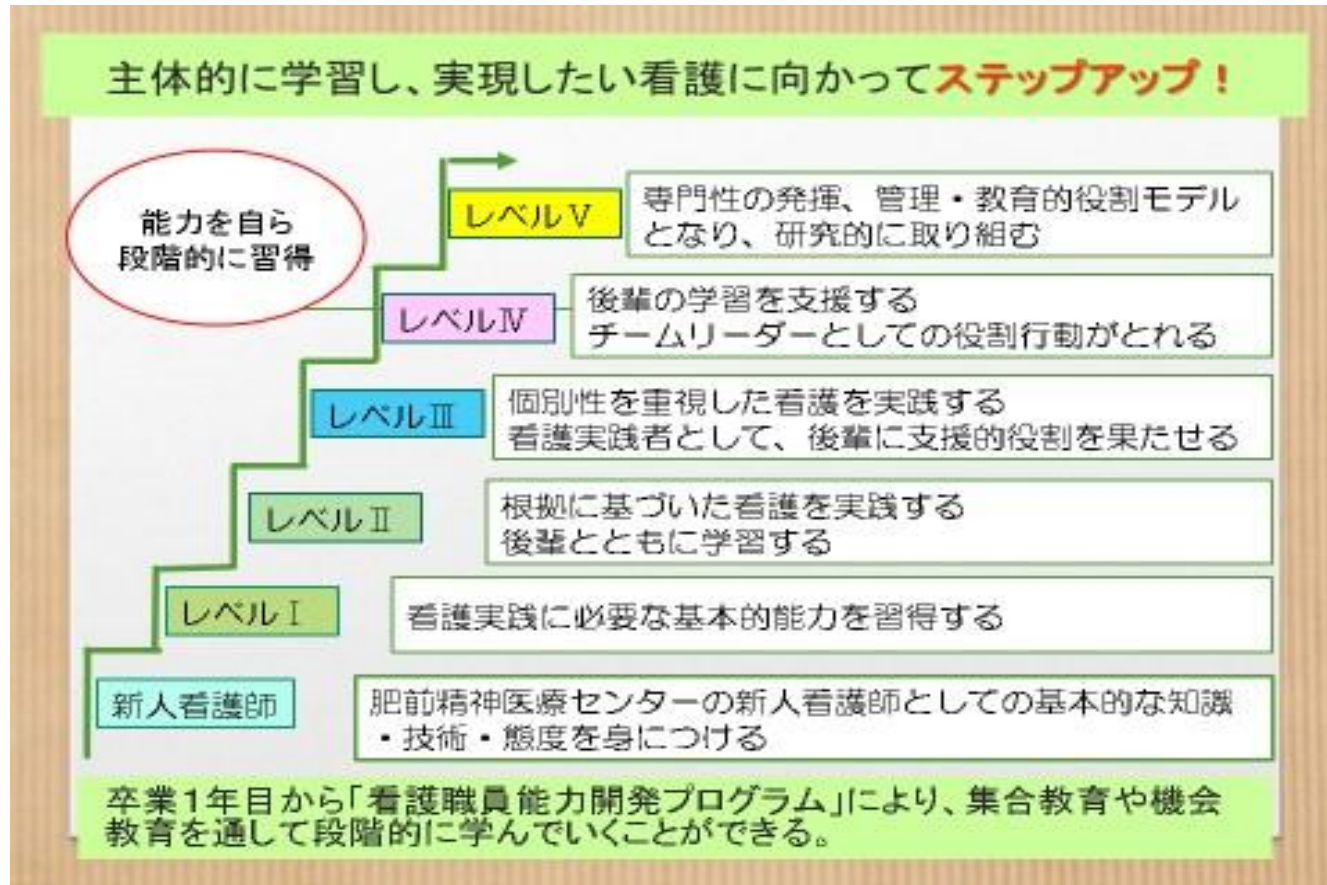 主体的に学習し、実現したい看護に向かってステップアップ！
能力を自ら
段階的に習得
レベルⅤ
専門性の発揮、管理・教育的役割モデル
となり、研究的に取り組む
レベルⅣ
後輩の学習を支援する
チームリーダーとしての役割行動がとれる
レベルⅢ
個別性を重視した看護を実践する
看護実践者として、後輩に支援的役割を果たせる
レベルⅡ
根拠に基づいた看護を実践する
後輩とともに学習する
レベルⅠ
看護実践に必要な基本的能力を習得する
新人看護師
肥前精神医療センターの新人看護師としての基本的な知識
・技術・態度を身につける
卒業1年目から「看護職員能力開発プログラム」により、集合教育や機会
教育を通して段階的に学んでいくことができる。